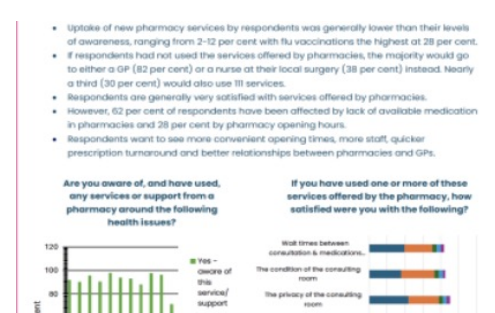 • Uptake of new pharmacy services by respondents was generally lower than their levels
of awareness, ranging from 2-12 per cent with flu vaccinations the highest at 28 per cent.
• If respondents had not used the services offered by pharmacies, the majority would go
to either a GP (82 per cent) or a nurse at their local surgery (38 per cent) instead. Nearly
a third (30 per cent) would also use 111 services.
• Respondents are generally very satisfied with services offered by pharmacies.
• However, 62 per cent of respondents have been affected by lack of available medication
in pharmacies and 28 per cent by pharmacy opening hours.
• Respondents want to see more convenient opening times, more staff, quicker
prescription turnaround and better relationships between pharmacies and GPs.
Are you aware of, and have used,
any services or support from a
pharmacy around the following
health issues?
120
100
80
Yes -
aware of
this
service/
support
If you have used one or more of these
services offered by the pharmacy, how
satisfied were you with the following?
Wait times between
consultation & medications...
The condition of the consulting
room
The privacy of the consulting
room